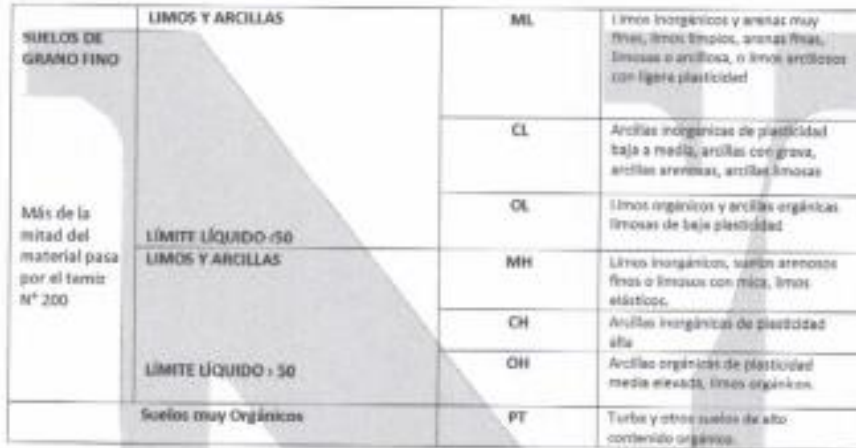 SUELOS DE
GRANO FINO
Más de la
mitad del
material pasa
por el tamiz
N° 200
LIMOS Y ARCILLAS
LÍMITE LÍQUIDO <50
ML
Limos inorgánicos y arenas muy
finas, limos limpios, arenas finas,
limosas o arcillosa, o limos arcillosos
con ligera plasticidad
CL
Arcillas inorgánicas de plasticidad
baja a media, arcillas con grava,
arcillas arenosas, arcillas limosas
OL
Limos orgánicos y arcillas orgánicas
limosas de baja plasticidad
LIMOS Y ARCILLAS
LÍMITE LÍQUIDO > 50
MH
Limos inorgánicos, suelos arenosos
finos o limosos con mica, limos
elásticos.
CH
Arcillas inorgánicas de plasticidad
alta
OH
Arcillas orgánicas de plasticidad
media elevada, limos orgánicos.
Suelos muy Orgánicos
PT
Turba y otros suelos de alto
contenido orgánico.